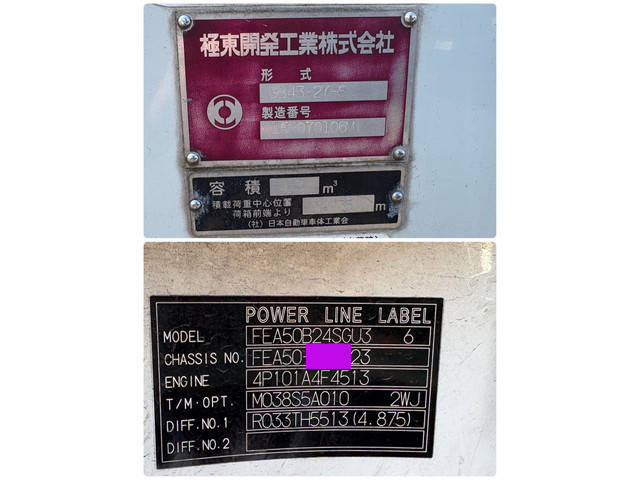 極東開発工業株式会社
形 式
製造番号
容 積 m³
積載荷重中心位置
荷箱前端より m
(社)日本自動車車体工業会
POWER LINE LABEL
MODEL FEA50B24SGU3 6
CHASSIS NO. FEA50- 23
ENGINE 4P101A4F4513
T/M·OPT. M038S5A010 2WJ
DIFF.NO.1 R033TH5513(4.875)
DIFF.NO.2